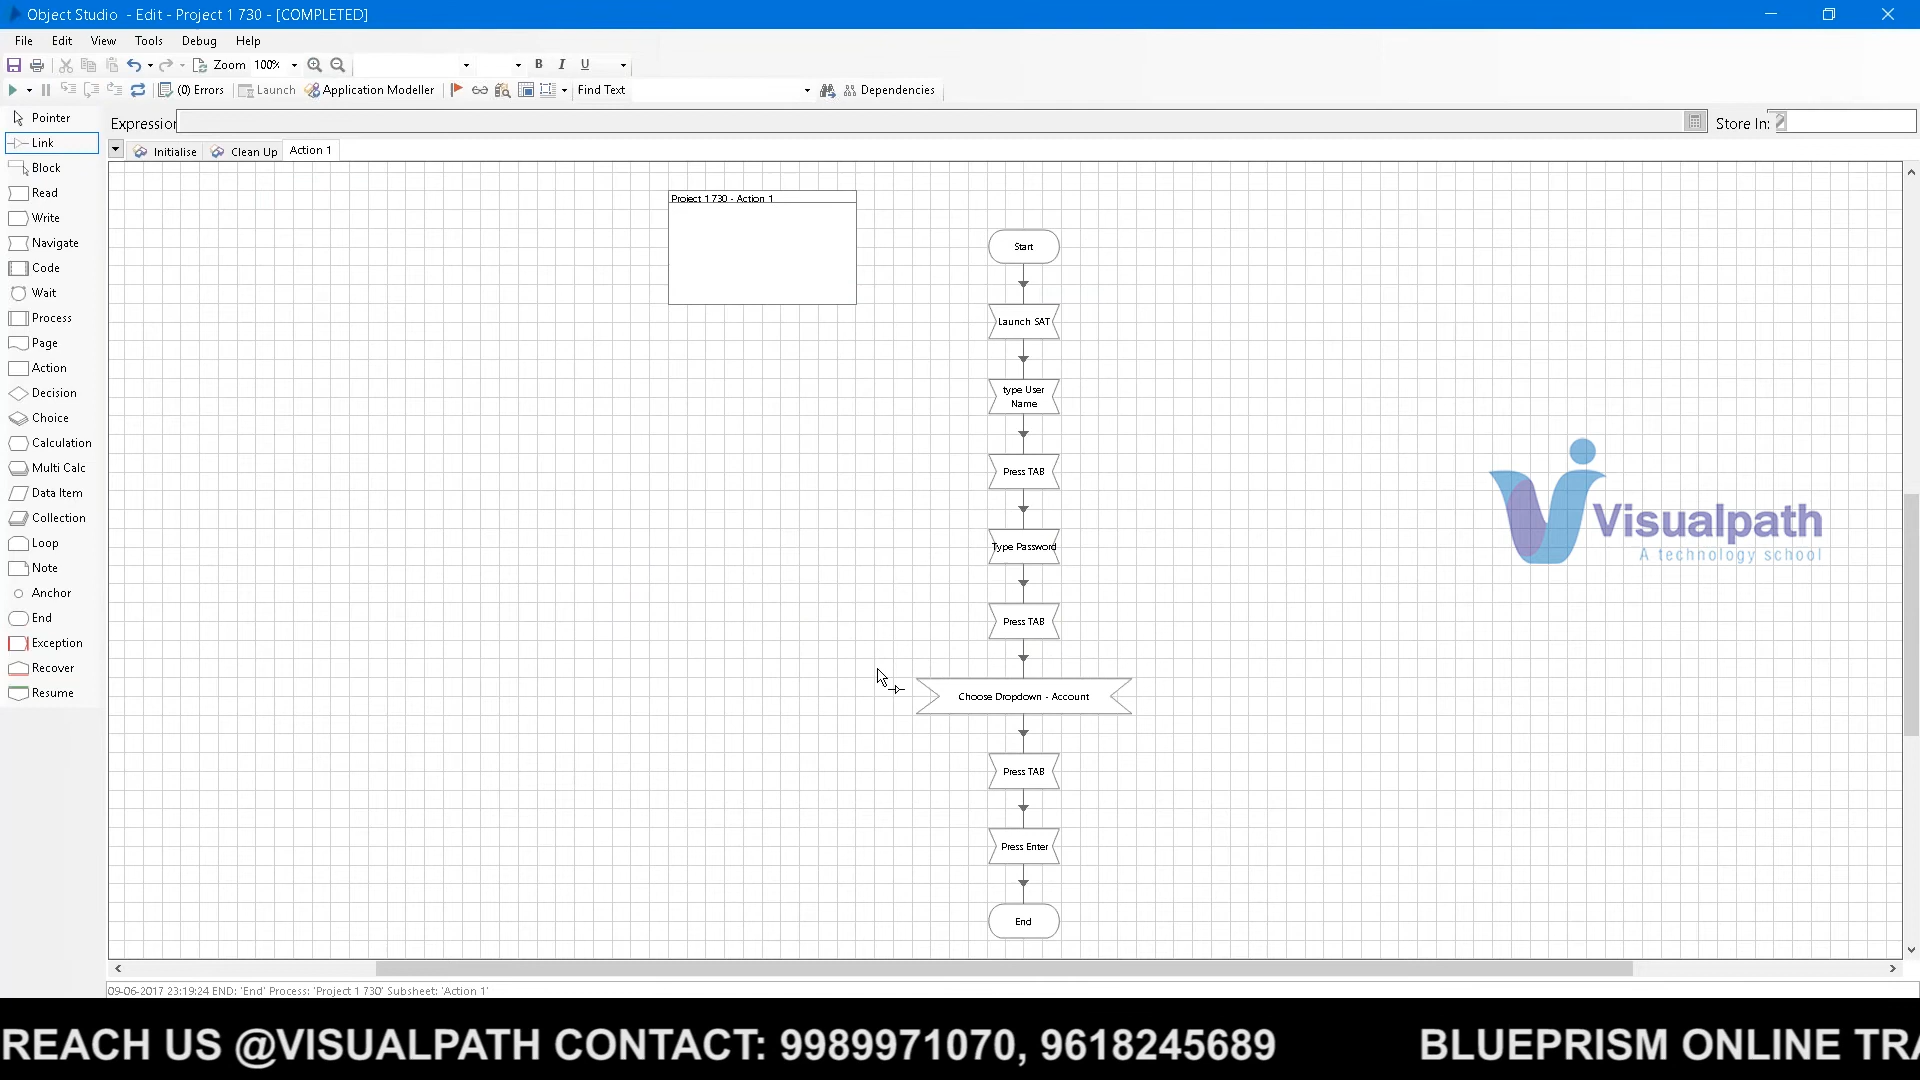 Object Studio - Edit - Project 1 730 - [COMPLETED]
File Edit View Tools Debug Help
Zoom 100% B I U
(0) Errors Launch Application Modeller Find Text Dependencies
Pointer
Expression Store In:
Link
Initialise Clean Up Action 1
Block
Read
Write
Navigate
Code
Wait
Process
Page
Action
Decision
Choice
Calculation
Multi Calc
Data Item
Collection
Loop
Note
Anchor
End
Exception
Recover
Resume
Project 1 730 - Action 1
Start
Launch SAT
type User
Name
Press TAB
Type Password
Press TAB
Choose Dropdown - Account
Press TAB
Press Enter
End
Visualpath
A technology school
09-06-2017 23:19:24 END: 'End' Process: 'Project 1 730' Subsheet: 'Action 1'
REACH US @VISUALPATH CONTACT: 9989971070, 9618245689 BLUEPRISM ONLINE TRA